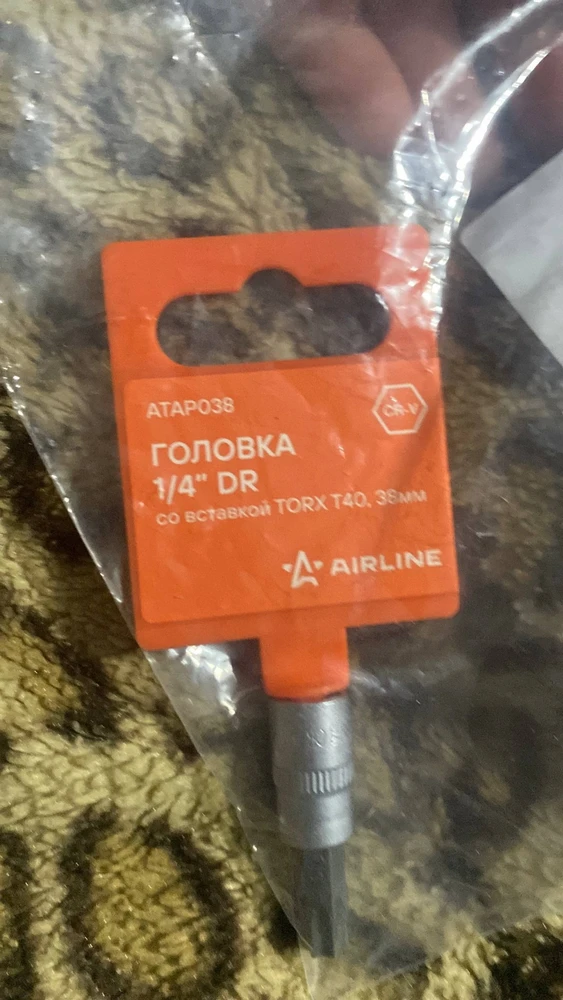 ATAP038
CR-V
ГОЛОВКА
1/4" DR
со вставкой TORX T40, 38мм
AIRLINE